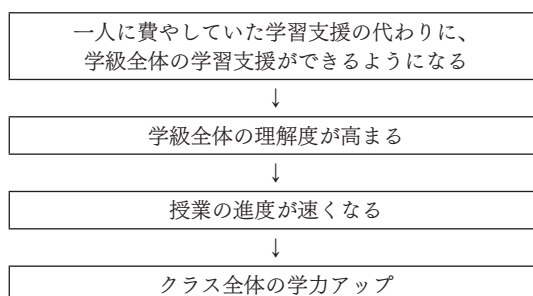 一人に費やしていた学習支援の代わりに、
学級全体の学習支援ができるようになる
↓
学級全体の理解度が高まる
↓
授業の進度が速くなる
↓
クラス全体の学力アップ